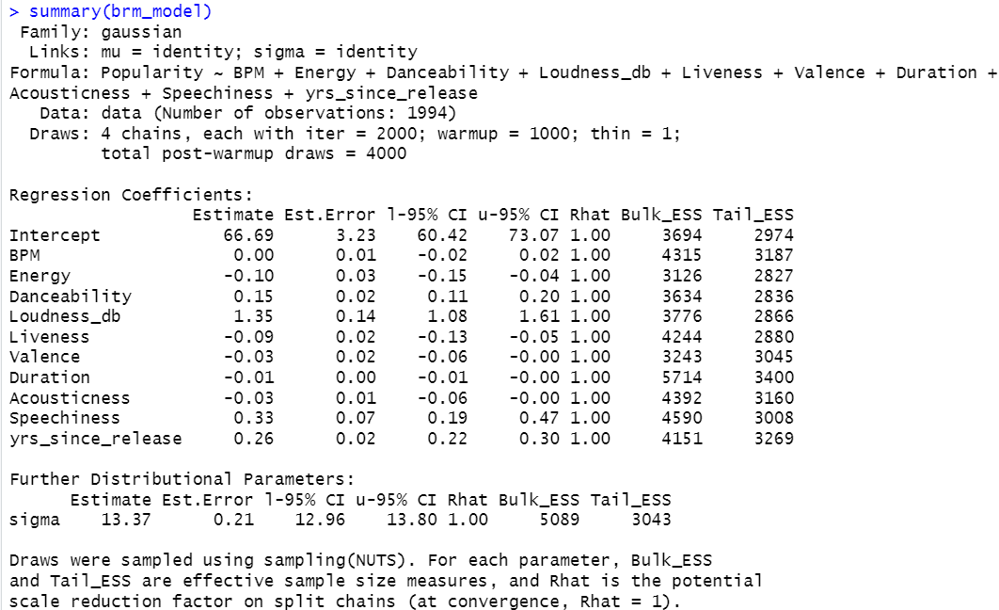 > summary(brm_model)
 Family: gaussian
  Links: mu = identity; sigma = identity
Formula: Popularity ~ BPM + Energy + Danceability + Loudness_db + Liveness + Valence + Duration +
Acousticness + Speechiness + yrs_since_release
   Data: data (Number of observations: 1994)
  Draws: 4 chains, each with iter = 2000; warmup = 1000; thin = 1;
         total post-warmup draws = 4000

Regression Coefficients:
                  Estimate Est.Error l-95% CI u-95% CI Rhat Bulk_ESS Tail_ESS
Intercept            66.69      3.23    60.42    73.07 1.00     3694     2974
BPM                   0.00      0.01    -0.02     0.02 1.00     4315     3187
Energy               -0.10      0.03    -0.15    -0.04 1.00     3126     2827
Danceability          0.15      0.02     0.11     0.20 1.00     3634     2836
Loudness_db           1.35      0.14     1.08     1.61 1.00     3776     2866
Liveness             -0.09      0.02    -0.13    -0.05 1.00     4244     2880
Valence              -0.03      0.02    -0.06    -0.00 1.00     3243     3045
Duration             -0.01      0.00    -0.01    -0.00 1.00     5714     3400
Acousticness         -0.03      0.01    -0.06    -0.00 1.00     4392     3160
Speechiness           0.33      0.07     0.19     0.47 1.00     4590     3008
yrs_since_release     0.26      0.02     0.22     0.30 1.00     4151     3269

Further Distributional Parameters:
      Estimate Est.Error l-95% CI u-95% CI Rhat Bulk_ESS Tail_ESS
sigma    13.37      0.21    12.96    13.80 1.00     5089     3043

Draws were sampled using sampling(NUTS). For each parameter, Bulk_ESS
and Tail_ESS are effective sample size measures, and Rhat is the potential
scale reduction factor on split chains (at convergence, Rhat = 1).